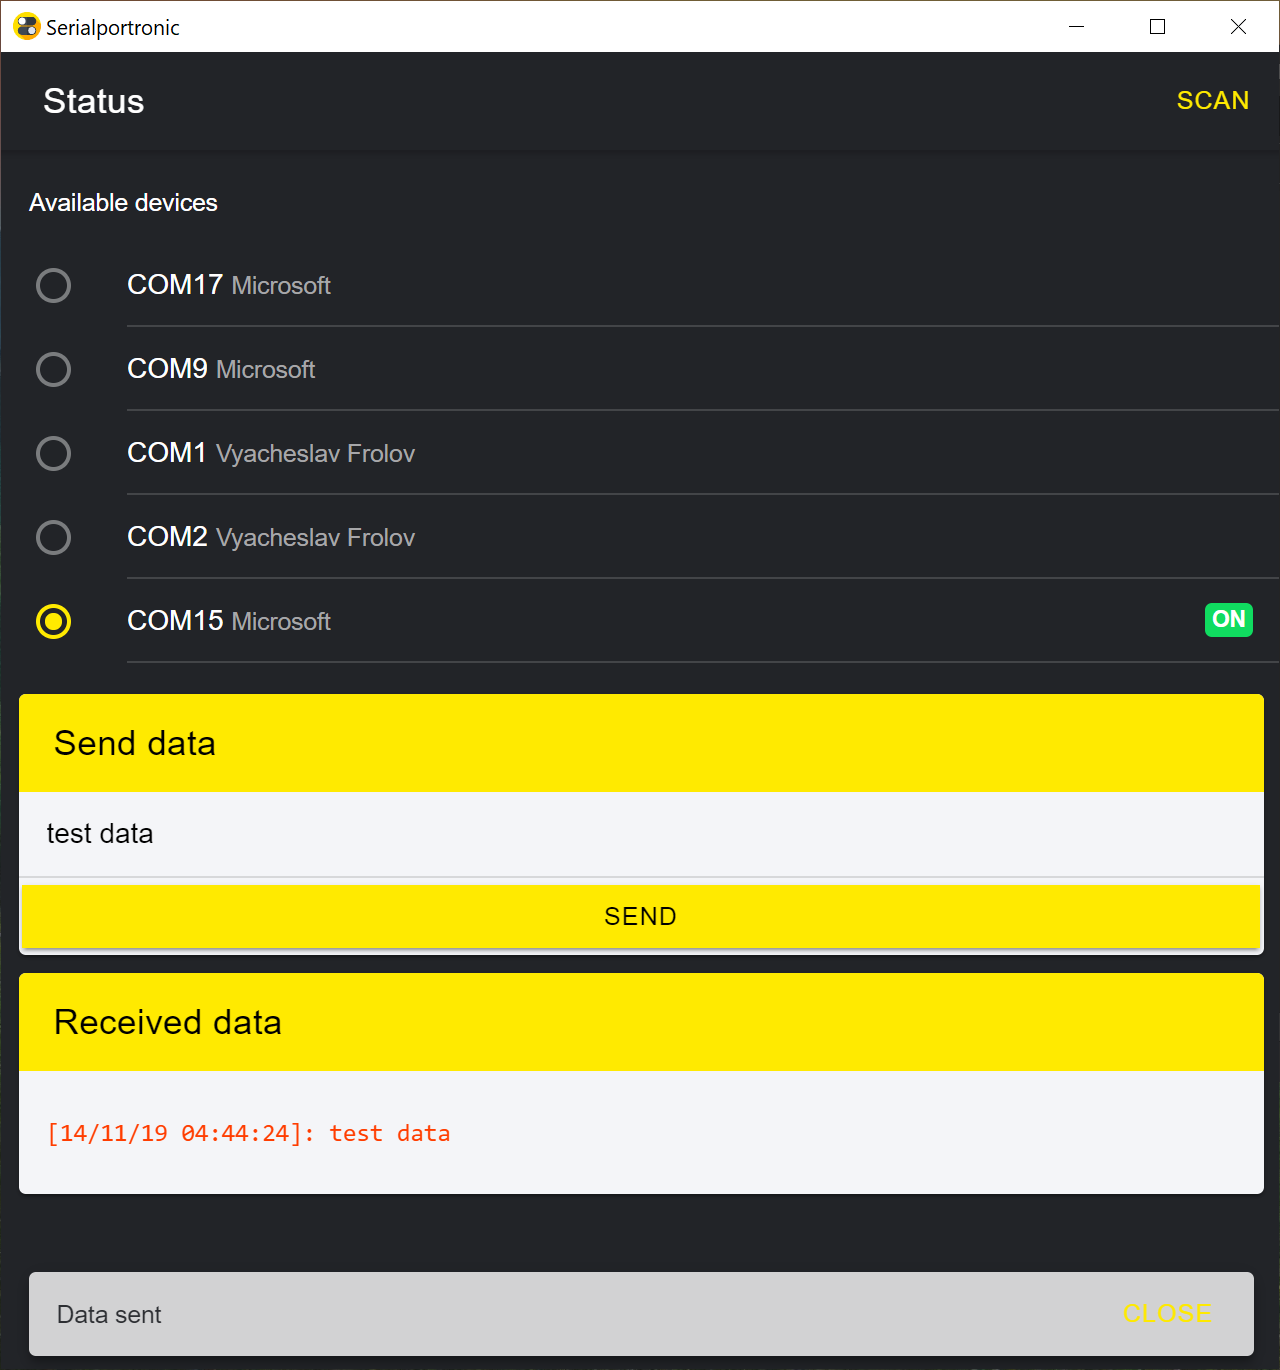 Serialportronic
Status
SCAN
Available devices
COM17 Microsoft
COM9 Microsoft
COM1 Vyacheslav Frolov
COM2 Vyacheslav Frolov
COM15 Microsoft
ON
Send data
test data
SEND
Received data
[14/11/19 04:44:24]: test data
Data sent
CLOSE